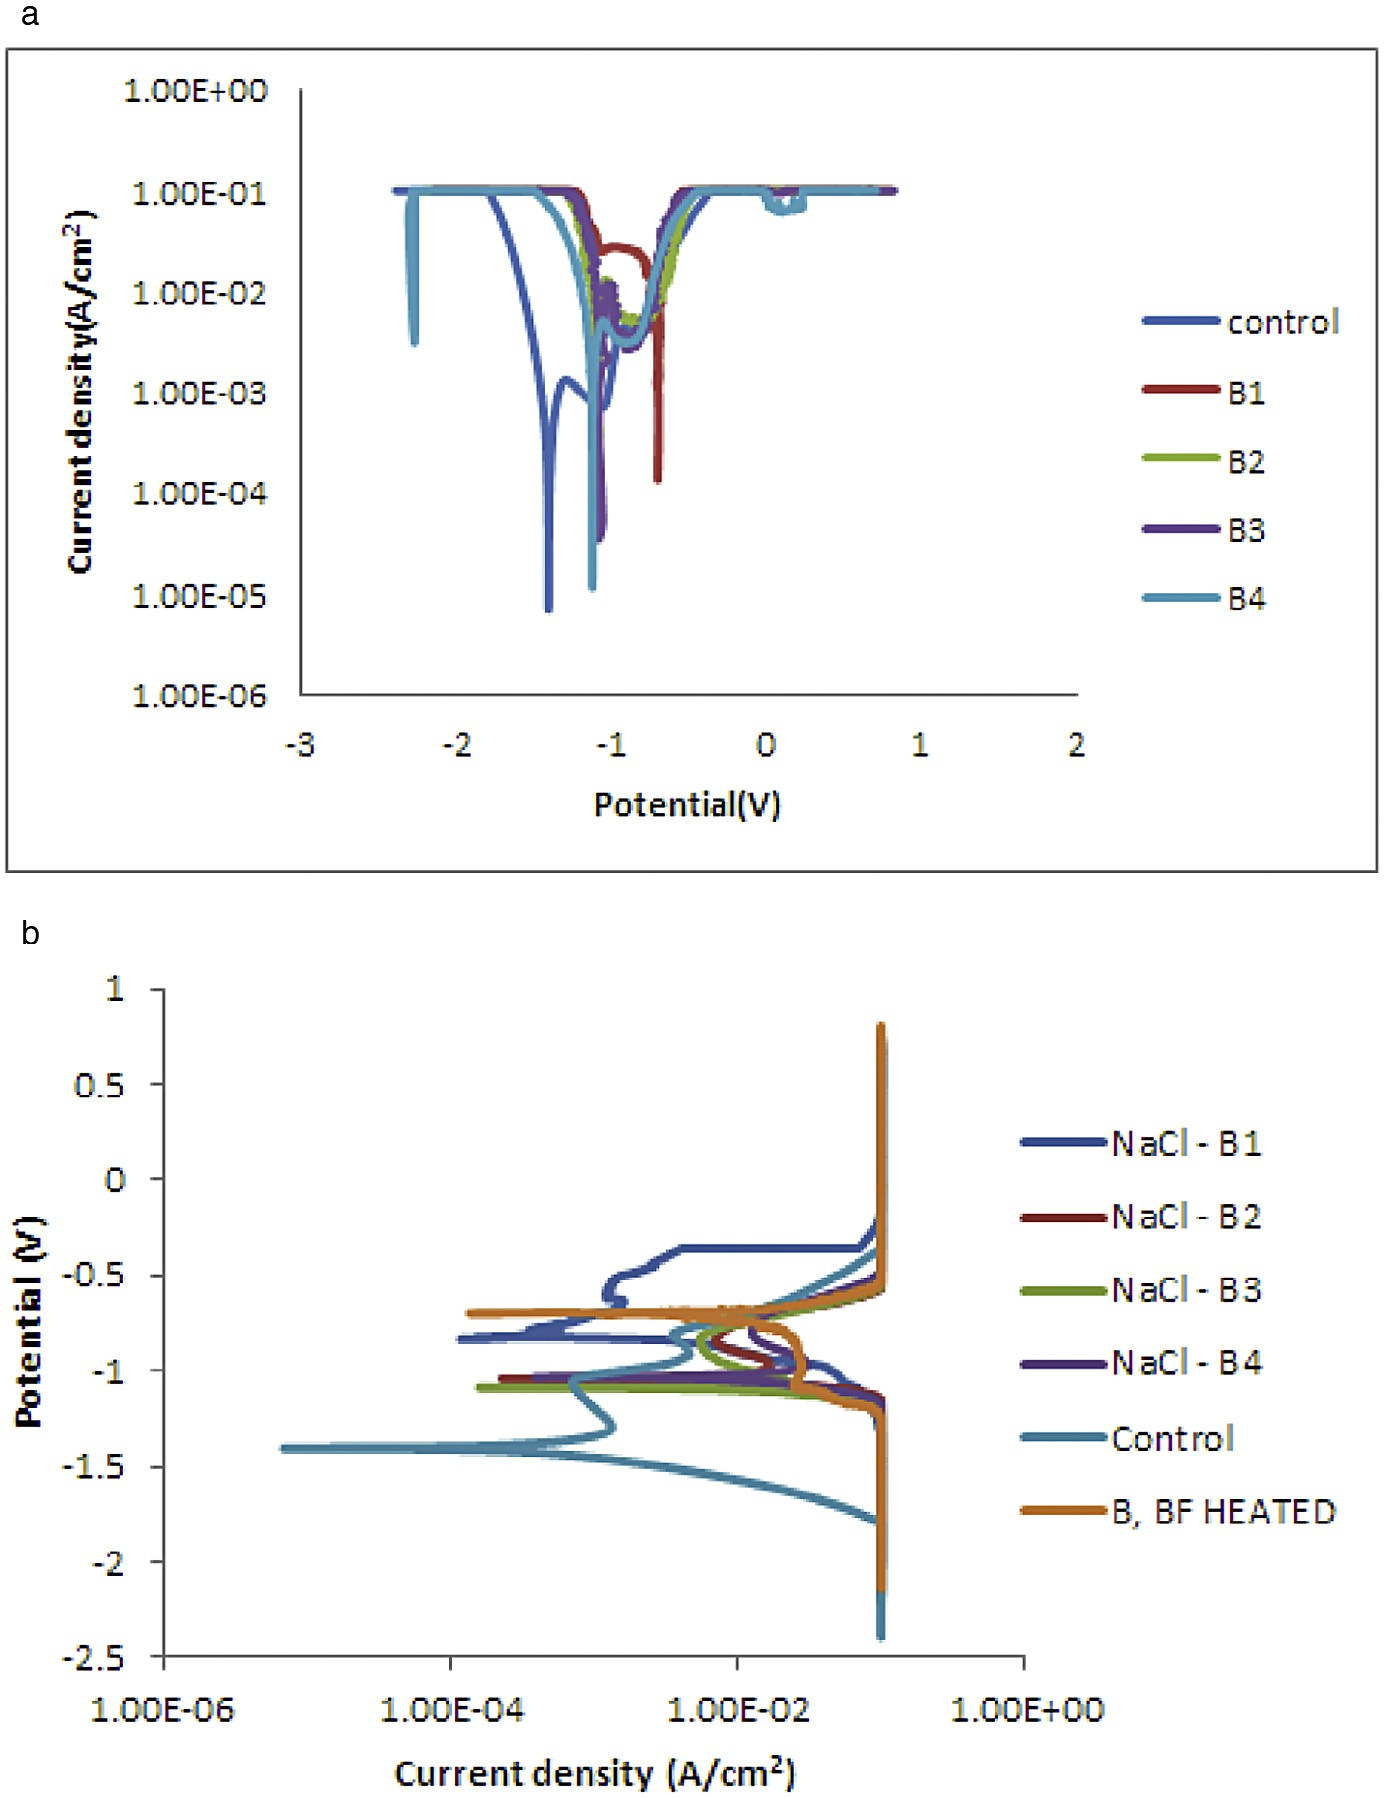 a
1.00E+00
1.00E-01
1.00E-02
1.00E-03
1.00E-04
1.00E-05
1.00E-06
Current density(A/cm²)
-3 -2 -1 0 1 2
Potential(V)
control
B1
B2
B3
B4
b
1
0.5
0
-0.5
-1
-1.5
-2
-2.5
Potential (V)
1.00E-06 1.00E-04 1.00E-02 1.00E+00
Current density (A/cm²)
NaCl - B1
NaCl - B2
NaCl - B3
NaCl - B4
Control
B, BF HEATED